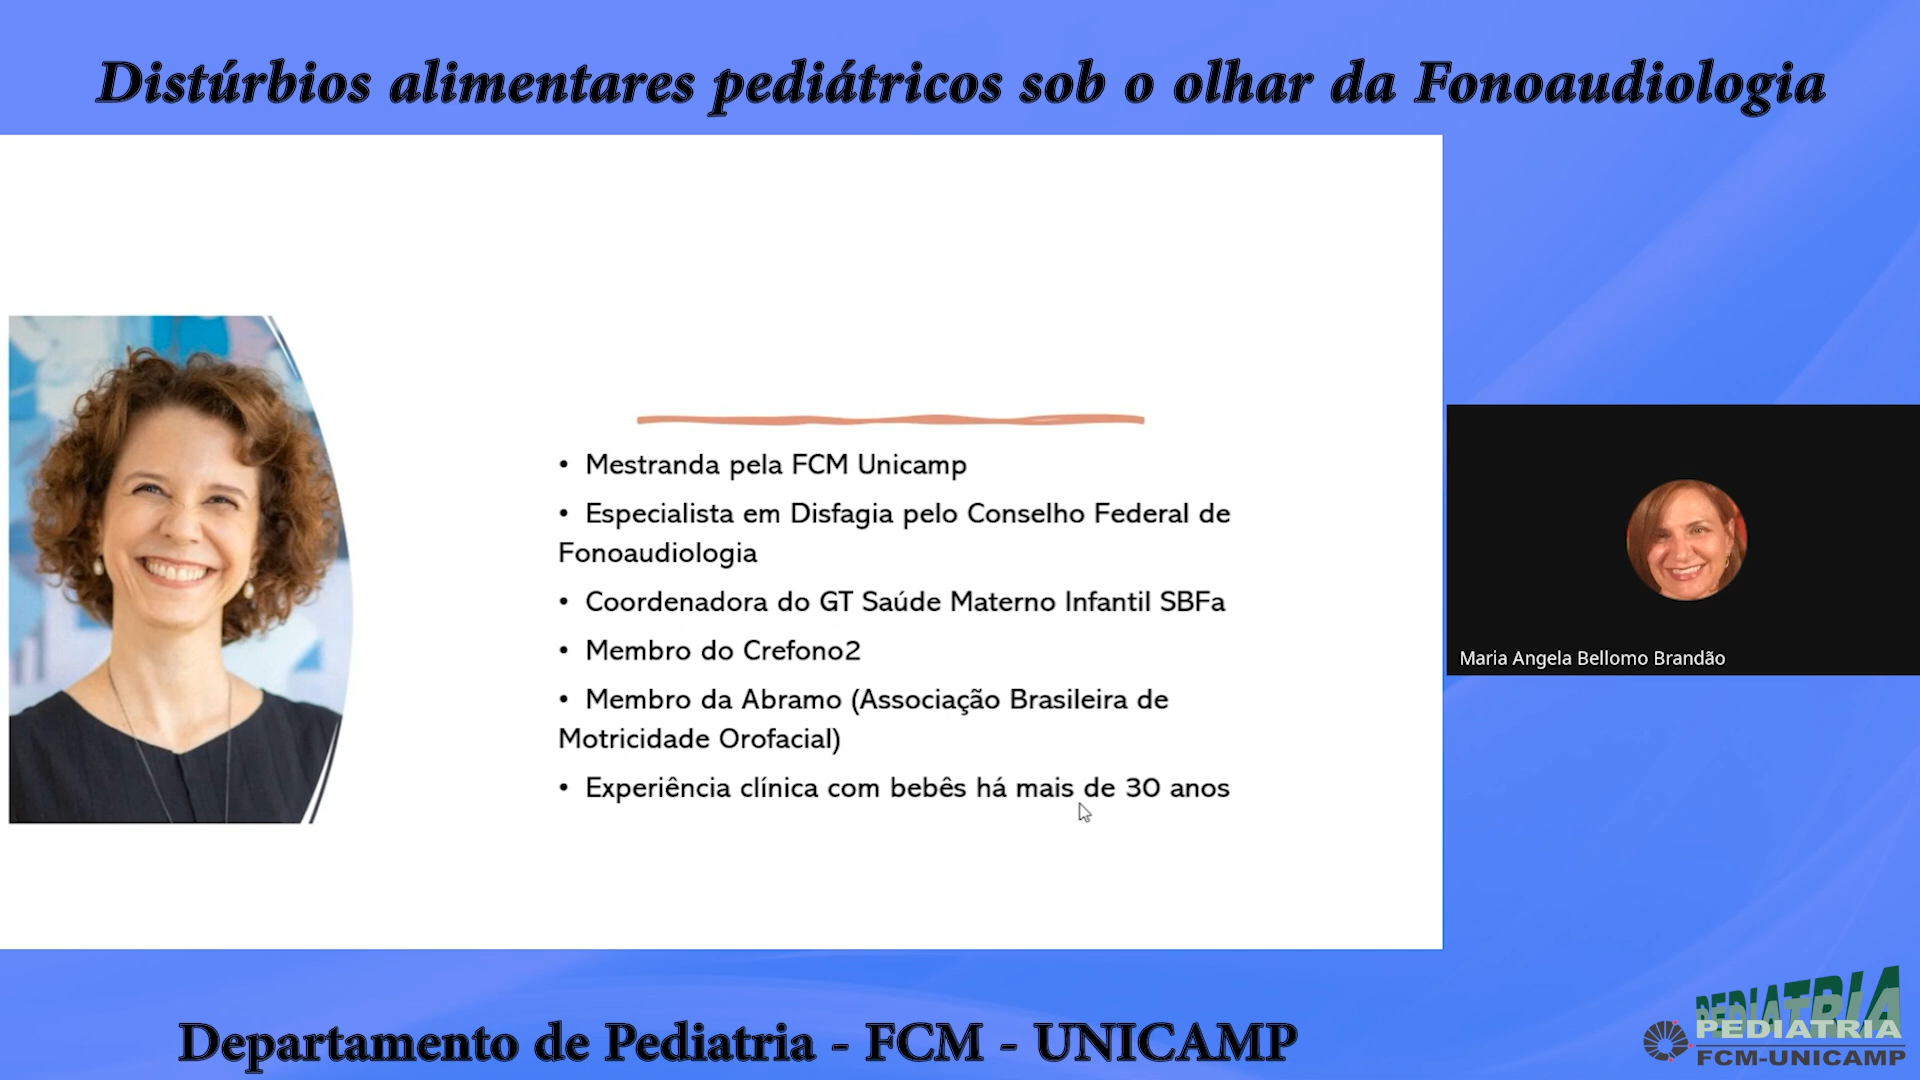 Distúrbios alimentares pediátricos sob o olhar da Fonoaudiologia
• Mestranda pela FCM Unicamp
• Especialista em Disfagia pelo Conselho Federal de
Fonoaudiologia
• Coordenadora do GT Saúde Materno Infantil SBFa
• Membro do Crefono2
• Membro da Abramo (Associação Brasileira de
Motricidade Orofacial)
• Experiência clínica com bebês há mais de 30 anos
Maria Angela Bellomo Brandão
Departamento de Pediatria - FCM - UNICAMP
PEDIATRIA
PEDIATRIA
FCM-UNICAMP